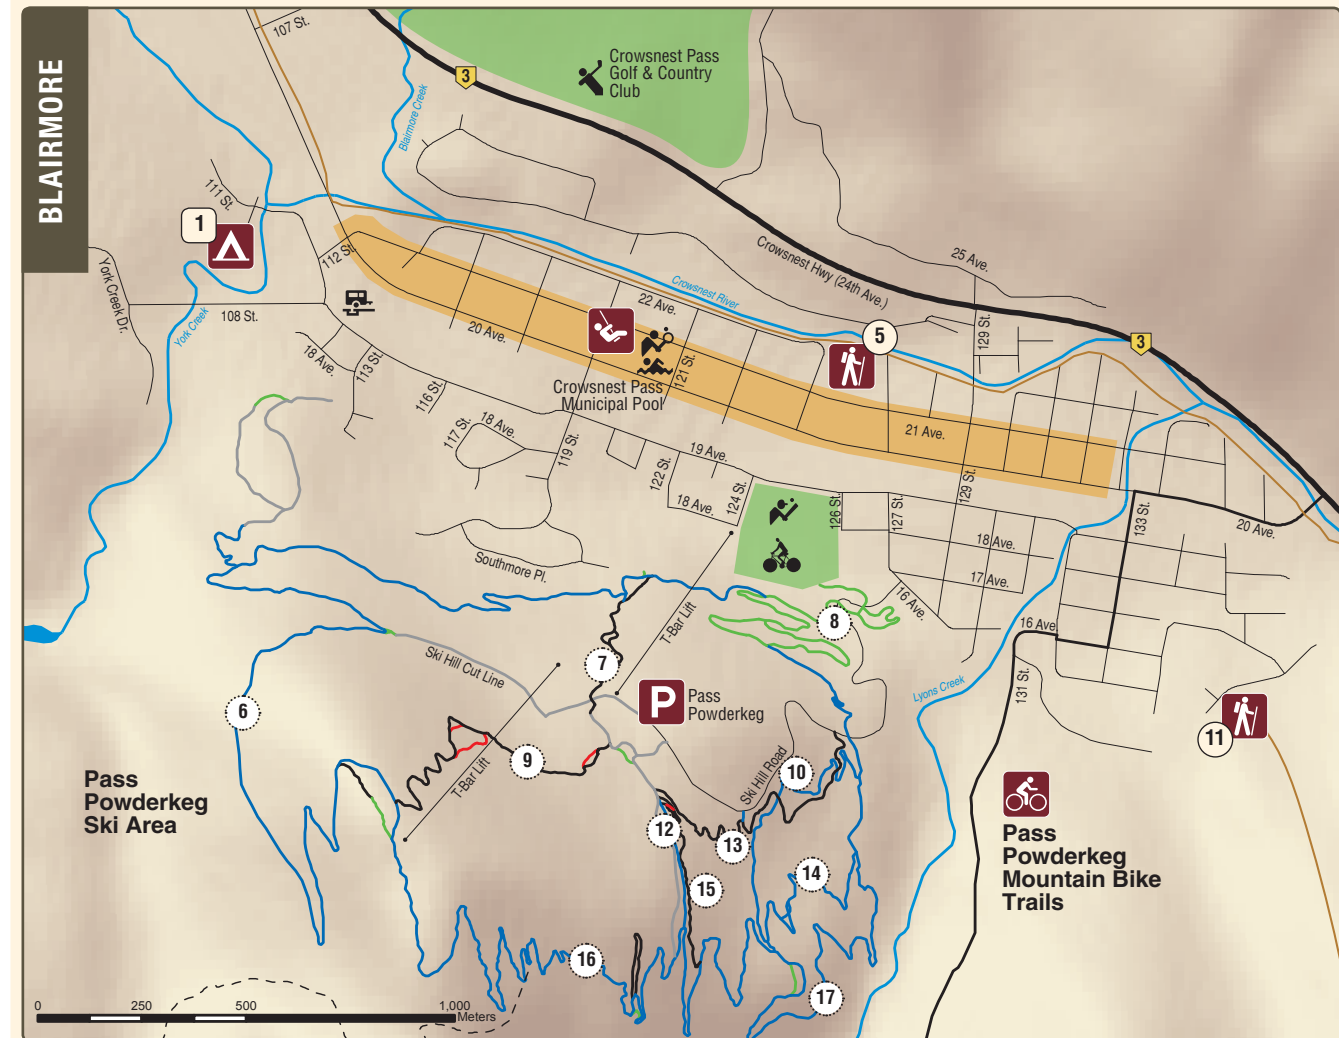 BLAIRMORE
107 St.
3
Crowsnest Pass
Golf & Country
Club
Blairmore Creek
111 St.
1
112 St.
York Creek Dr.
York Creek
108 St.
18 Ave.
113 St.
20 Ave.
22 Ave.
Crowsnest River
Crowsnest Hwy (24th Ave.)
25 Ave.
129 St.
3
5
121 St.
Crowsnest Pass
Municipal Pool
116 St.
117 St.
18 Ave.
119 St.
19 Ave.
122 St.
18 Ave.
124 St.
126 St.
127 St.
21 Ave.
129 St.
133 St.
20 Ave.
18 Ave.
17 Ave.
16 Ave.
16 Ave.
131 St.
Lyons Creek
Southmore Pl.
T-Bar Lift
8
7
Ski Hill Cut Line
6
P
Pass
Powderkeg
9
T-Bar Lift
Ski Hill Road
10
11
Pass
Powderkeg
Ski Area
12
13
14
15
16
17
Pass
Powderkeg
Mountain Bike
Trails
0 250 500 1,000
Meters